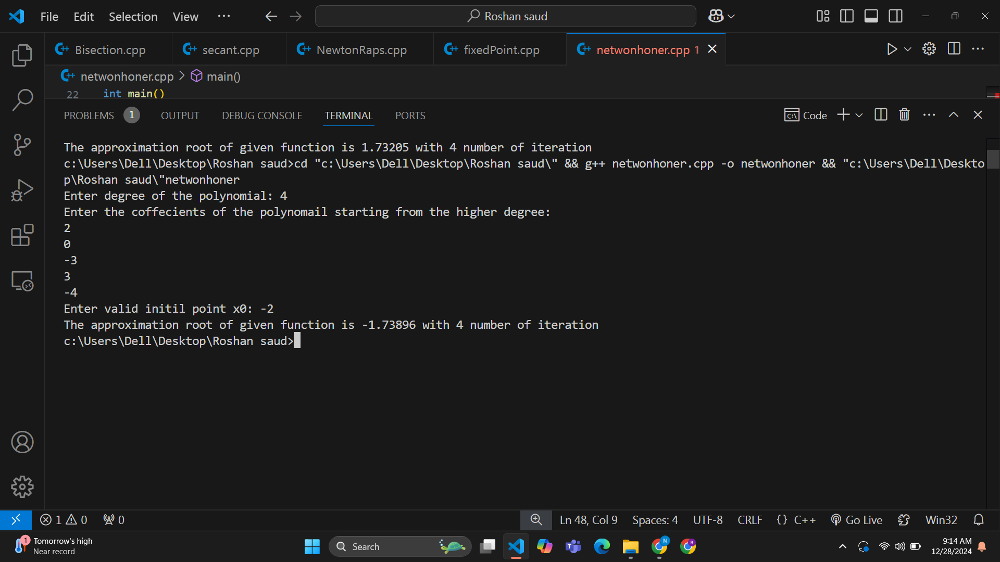 File Edit Selection View ... Roshan saud
Bisection.cpp secant.cpp NewtonRaps.cpp fixedPoint.cpp netwonhoner.cpp 1
netwonhoner.cpp > main()
22 int main()
PROBLEMS 1 OUTPUT DEBUG CONSOLE TERMINAL PORTS Code
The approximation root of given function is 1.73205 with 4 number of iteration
c:\Users\Dell\Desktop\Roshan saud>cd "c:\Users\Dell\Desktop\Roshan saud\" && g++ netwonhoner.cpp -o netwonhoner && "c:\Users\Dell\Deskto
p\Roshan saud\"netwonhoner
Enter degree of the polynomial: 4
Enter the coffecients of the polynomail starting from the higher degree:
2
0
-3
3
-4
Enter valid initil point x0: -2
The approximation root of given function is -1.73896 with 4 number of iteration
c:\Users\Dell\Desktop\Roshan saud>
1 0 0 Ln 48, Col 9 Spaces: 4 UTF-8 CRLF {} C++ Go Live Win32
1 Tomorrow's high Search N R 9:14 AM
Near record 12/28/2024